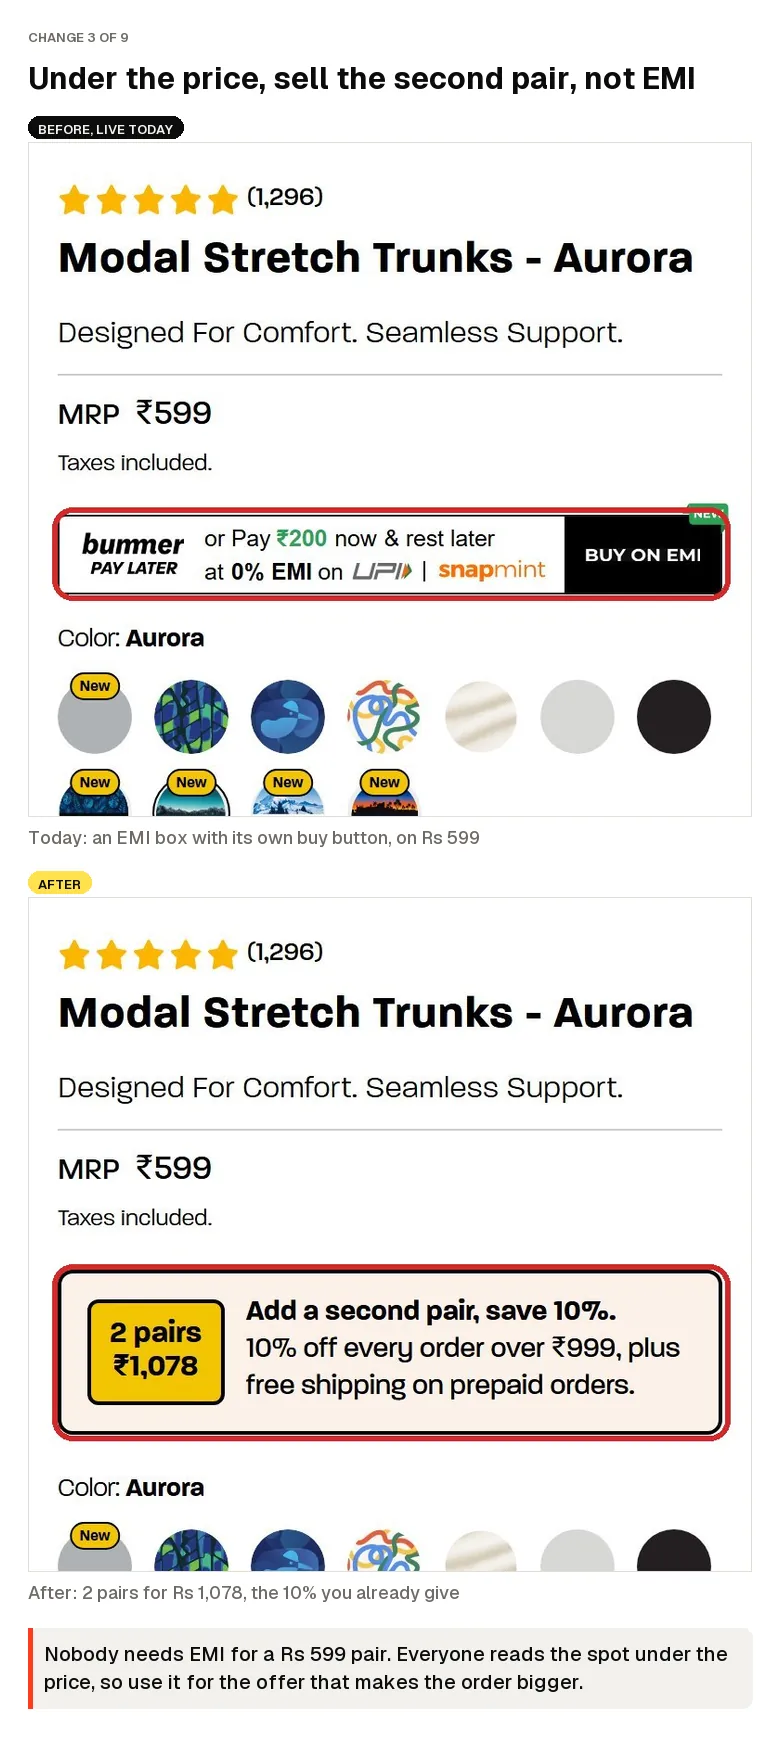 CHANGE 3 OF 9
Under the price, sell the second pair, not EMI
BEFORE, LIVE TODAY
(1,296)
Modal Stretch Trunks - Aurora
Designed For Comfort. Seamless Support.
MRP ₹599
Taxes included.
NEW
bummer
PAY LATER
or Pay ₹200 now & rest later
at 0% EMI on UPI | snapmint
BUY ON EMI
Color: Aurora
New
New
New
New
New
Today: an EMI box with its own buy button, on Rs 599
AFTER
(1,296)
Modal Stretch Trunks - Aurora
Designed For Comfort. Seamless Support.
MRP ₹599
Taxes included.
2 pairs
₹1,078
Add a second pair, save 10%.
10% off every order over ₹999, plus
free shipping on prepaid orders.
Color: Aurora
New
After: 2 pairs for Rs 1,078, the 10% you already give
Nobody needs EMI for a Rs 599 pair. Everyone reads the spot under the
price, so use it for the offer that makes the order bigger.